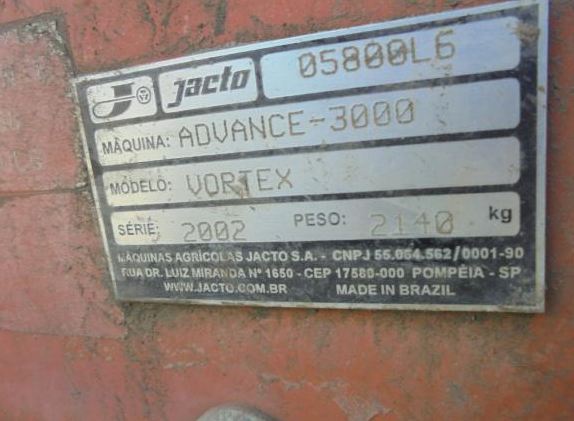 Jacto 05800L6
MÁQUINA: ADVANCE-3000
MODELO: VORTEX
SÉRIE: 2002 PESO: 2140 kg
MÁQUINAS AGRÍCOLAS JACTO S.A. - CNPJ 55.064.562/0001-90
RUA DR. LUIZ MIRANDA Nº 1650 - CEP 17580-000 POMPÉIA - SP
WWW.JACTO.COM.BR MADE IN BRAZIL